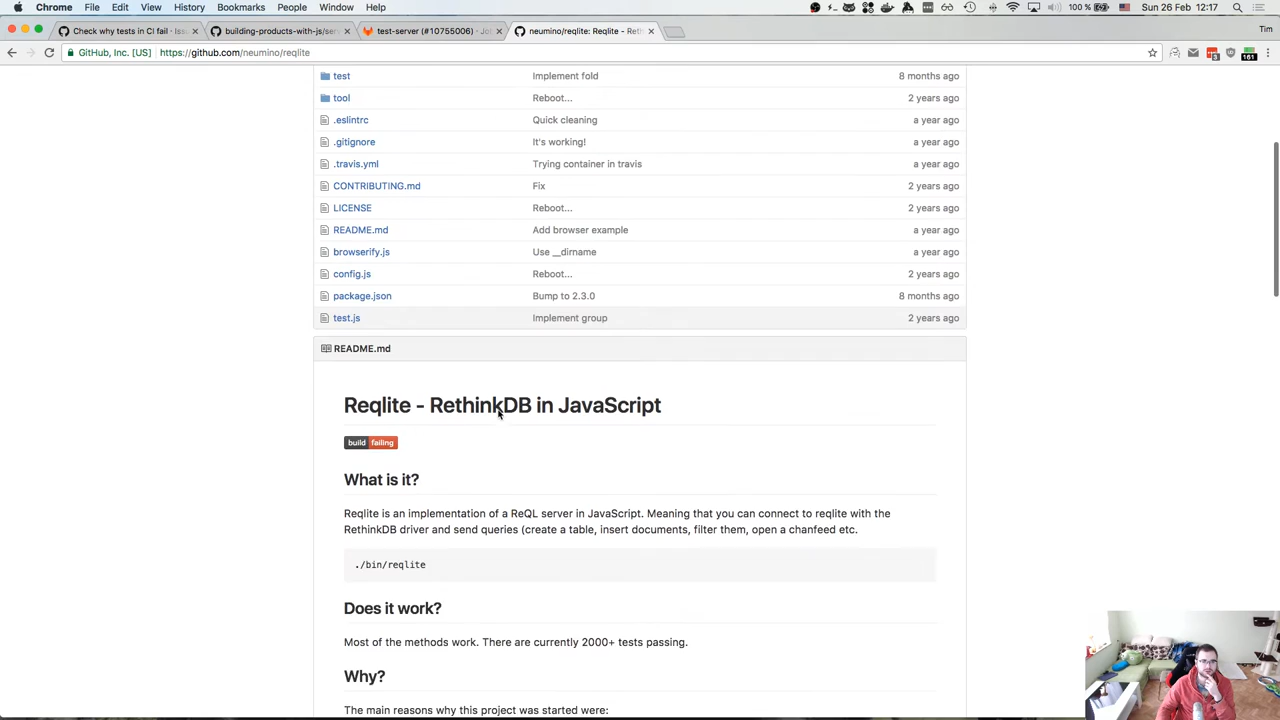 Chrome File Edit View History Bookmarks People Window Help
100 % Sun 26 Feb 12:17
Check why tests in CI fail · Issu
building-products-with-js/ser
test-server (#10755006) · Jo
neumino/reqlite: Reqlite - Reth
Tim
GitHub, Inc. [US] https://github.com/neumino/reqlite
3
161
test Implement fold 8 months ago
tool Reboot... 2 years ago
.eslintrc Quick cleaning a year ago
.gitignore It's working! a year ago
.travis.yml Trying container in travis a year ago
CONTRIBUTING.md Fix 2 years ago
LICENSE Reboot... 2 years ago
README.md Add browser example a year ago
browserify.js Use __dirname a year ago
config.js Reboot... 2 years ago
package.json Bump to 2.3.0 8 months ago
test.js Implement group 2 years ago
README.md
Reqlite - RethinkDB in JavaScript
build failing
What is it?
Reqlite is an implementation of a ReQL server in JavaScript. Meaning that you can connect to reqlite with the
RethinkDB driver and send queries (create a table, insert documents, filter them, open a chanfeed etc.
./bin/reqlite
Does it work?
Most of the methods work. There are currently 2000+ tests passing.
Why?
The main reasons why this project was started were: